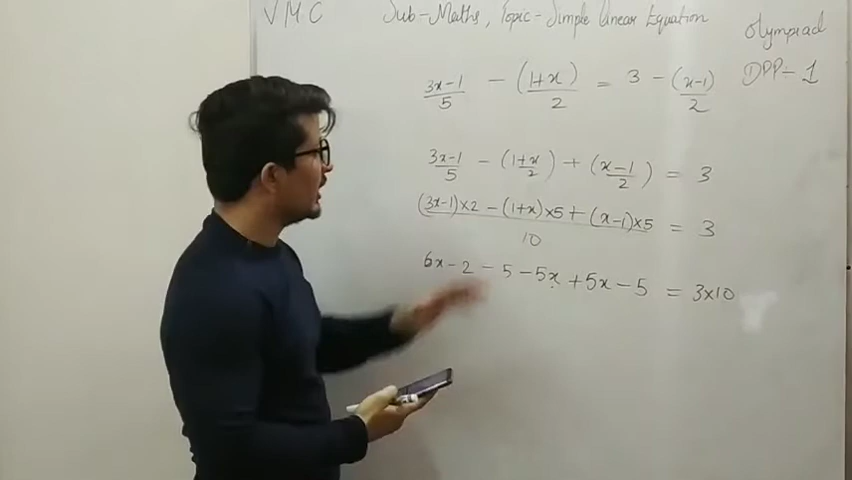 VMC Sub-Maths, Topic-Simple linear Equation
Olympiad
DPP-1
3x-1/5 - (1+x)/2 = 3 - (x-1)/2
3x-1/5 - (1+x/2) + (x-1/2) = 3
(3x-1)×2 - (1+x)×5 + (x-1)×5 / 10 = 3
6x-2 - 5 - 5x + 5x - 5 = 3×10